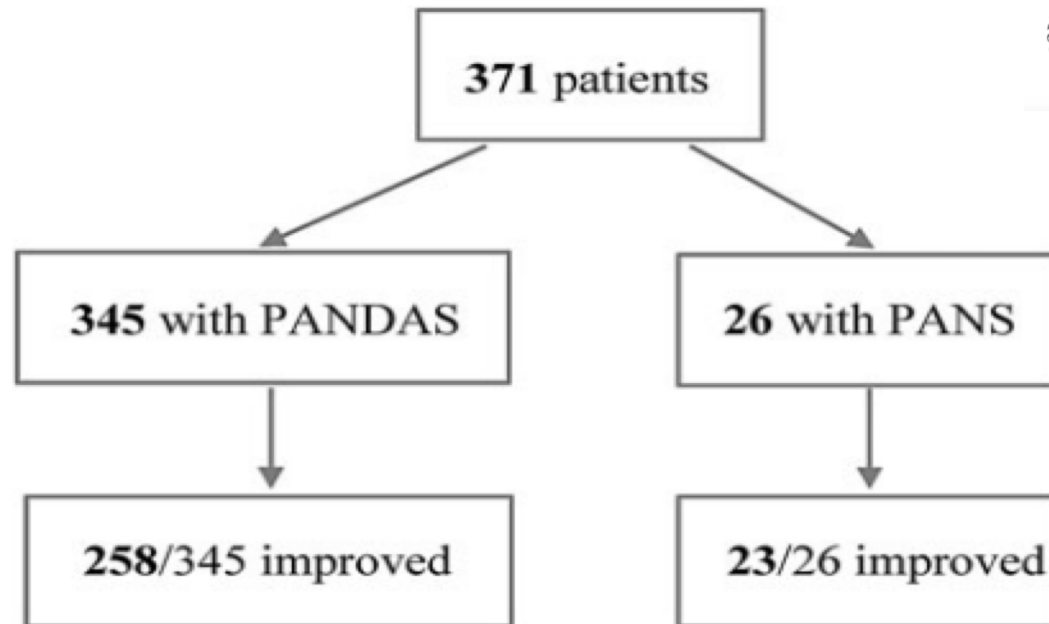 371 patients
345 with PANDAS
26 with PANS
258/345 improved
23/26 improved